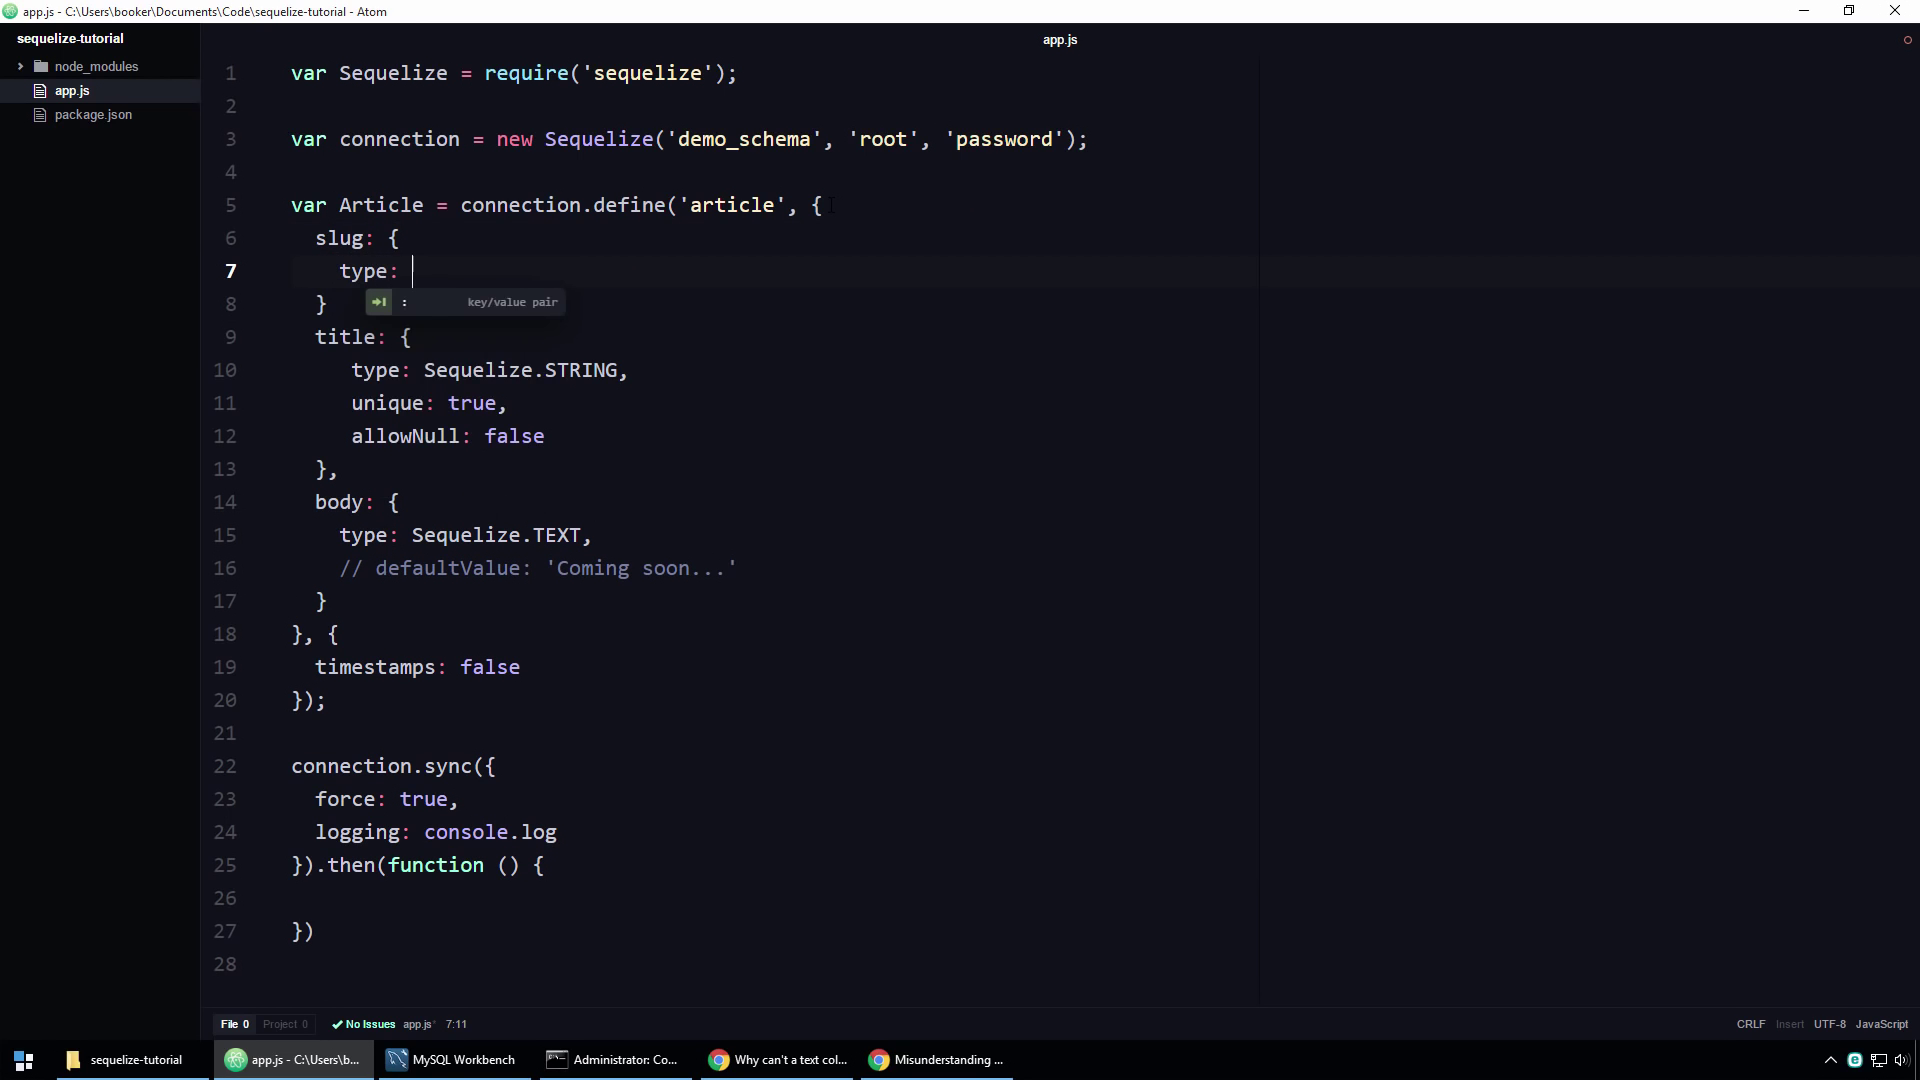 app.js - C:\Users\booker\Documents\Code\sequelize-tutorial - Atom
sequelize-tutorial
node_modules
app.js
package.json
app.js
1 var Sequelize = require('sequelize');
2
3 var connection = new Sequelize('demo_schema', 'root', 'password');
4
5 var Article = connection.define('article', {
6 slug: {
7 type:
: key/value pair
8 }
9 title: {
10 type: Sequelize.STRING,
11 unique: true,
12 allowNull: false
13 },
14 body: {
15 type: Sequelize.TEXT,
16 // defaultValue: 'Coming soon...'
17 }
18 }, {
19 timestamps: false
20 });
21
22 connection.sync({
23 force: true,
24 logging: console.log
25 }).then(function () {
26
27 })
28
File 0 Project 0 No Issues app.js* 7:11 CRLF Insert UTF-8 JavaScript
sequelize-tutorial app.js - C:\Users\b... MySQL Workbench Administrator: Co... Why can't a text col... Misunderstanding ...